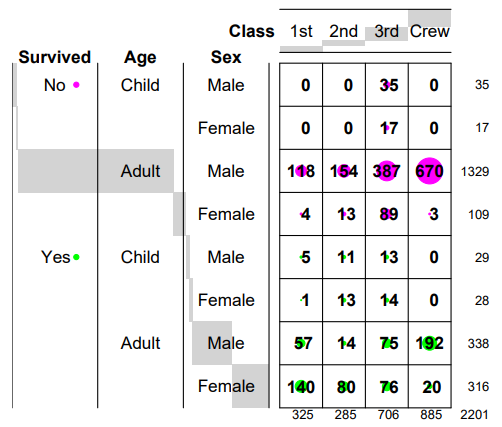 Class 1st 2nd 3rd Crew
Survived Age Sex
No Child Male 0 0 35 0 35
Female 0 0 17 0 17
Adult Male 118 154 387 670 1329
Female 4 13 89 3 109
Yes Child Male 5 11 13 0 29
Female 1 13 14 0 28
Adult Male 57 14 75 192 338
Female 140 80 76 20 316
325 285 706 885 2201